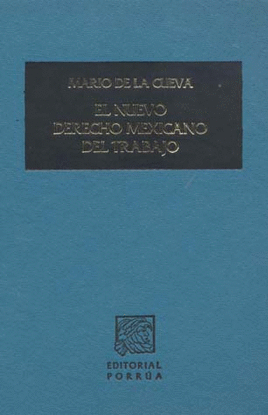 MARIO DE LA CUEVA
EL NUEVO
DERECHO MEXICANO
DEL TRABAJO
EDITORIAL
PORRÚA